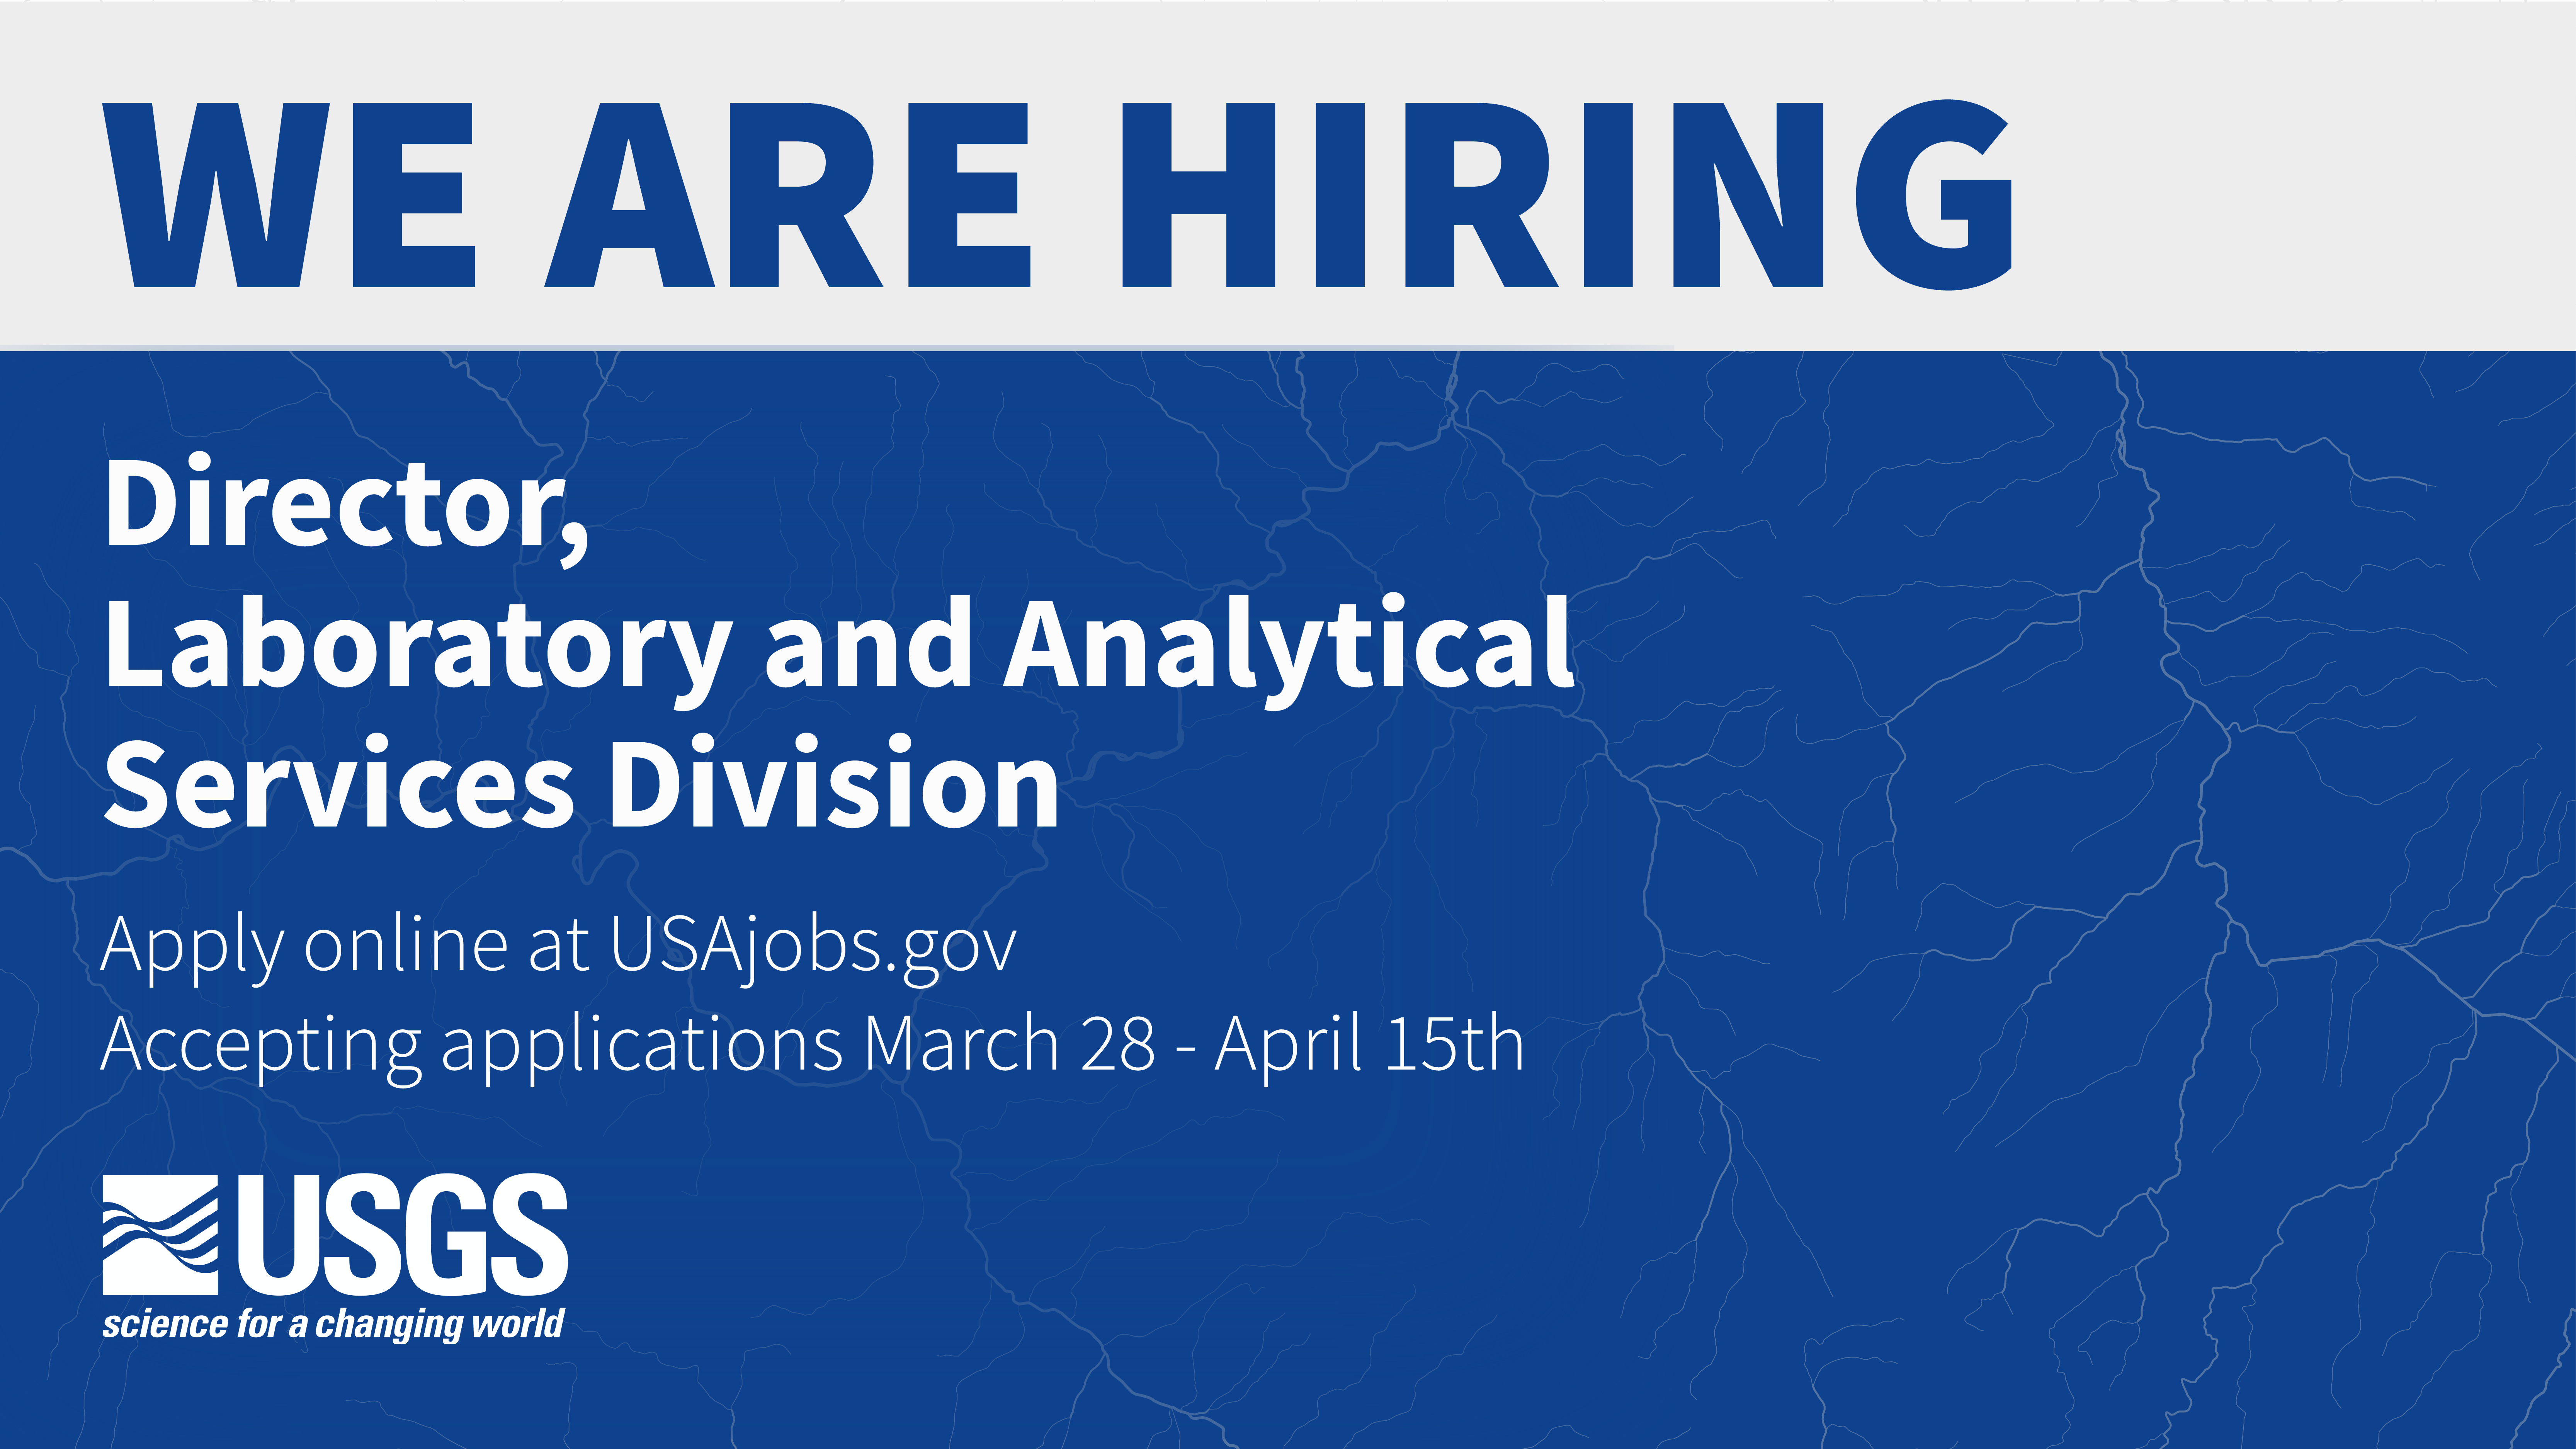 WE ARE HIRING
Director,
Laboratory and Analytical
Services Division
Apply online at USAjobs.gov
Accepting applications March 28 - April 15th
USGS
science for a changing world